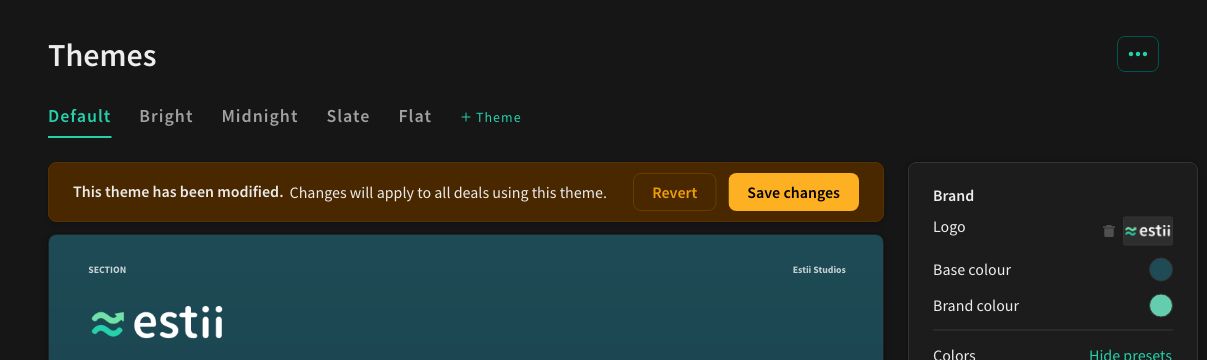 Themes
Default Bright Midnight Slate Flat + Theme
This theme has been modified. Changes will apply to all deals using this theme. Revert Save changes
SECTION Estii Studios
estii
Brand
Logo estii
Base colour
Brand colour
Colors Hide presets